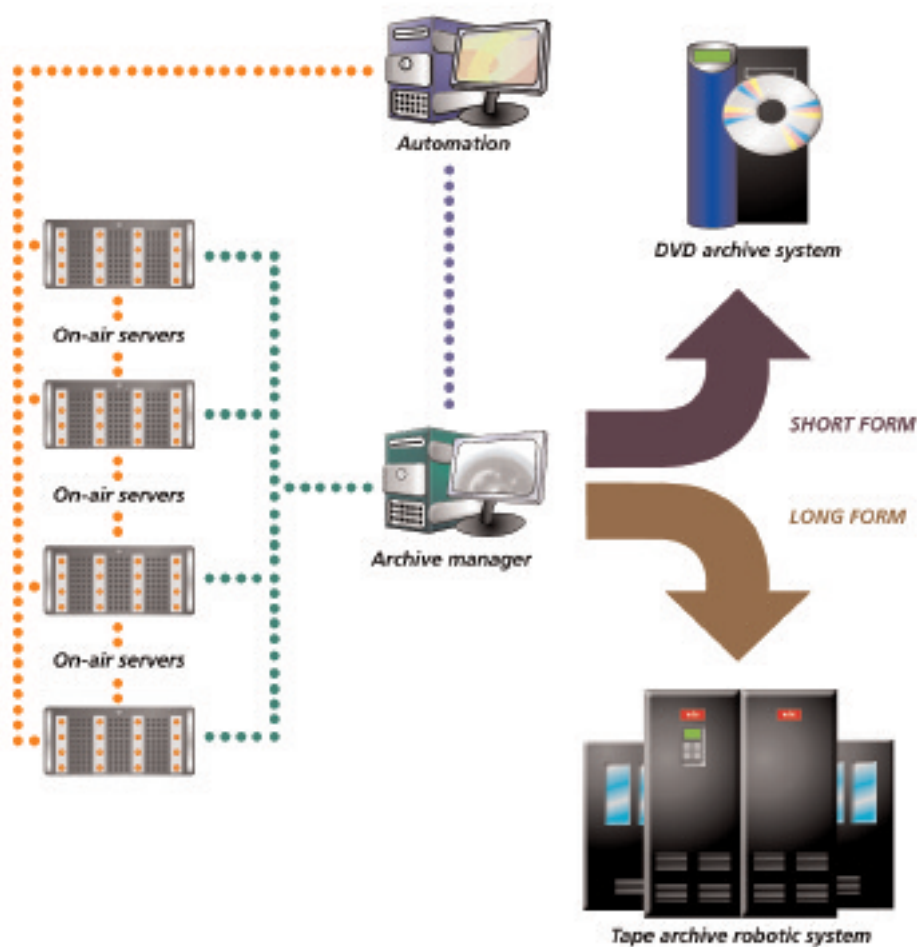 Automation
DVD archive system
On-air servers
On-air servers
On-air servers
Archive manager
SHORT FORM
LONG FORM
Tape archive robotic system